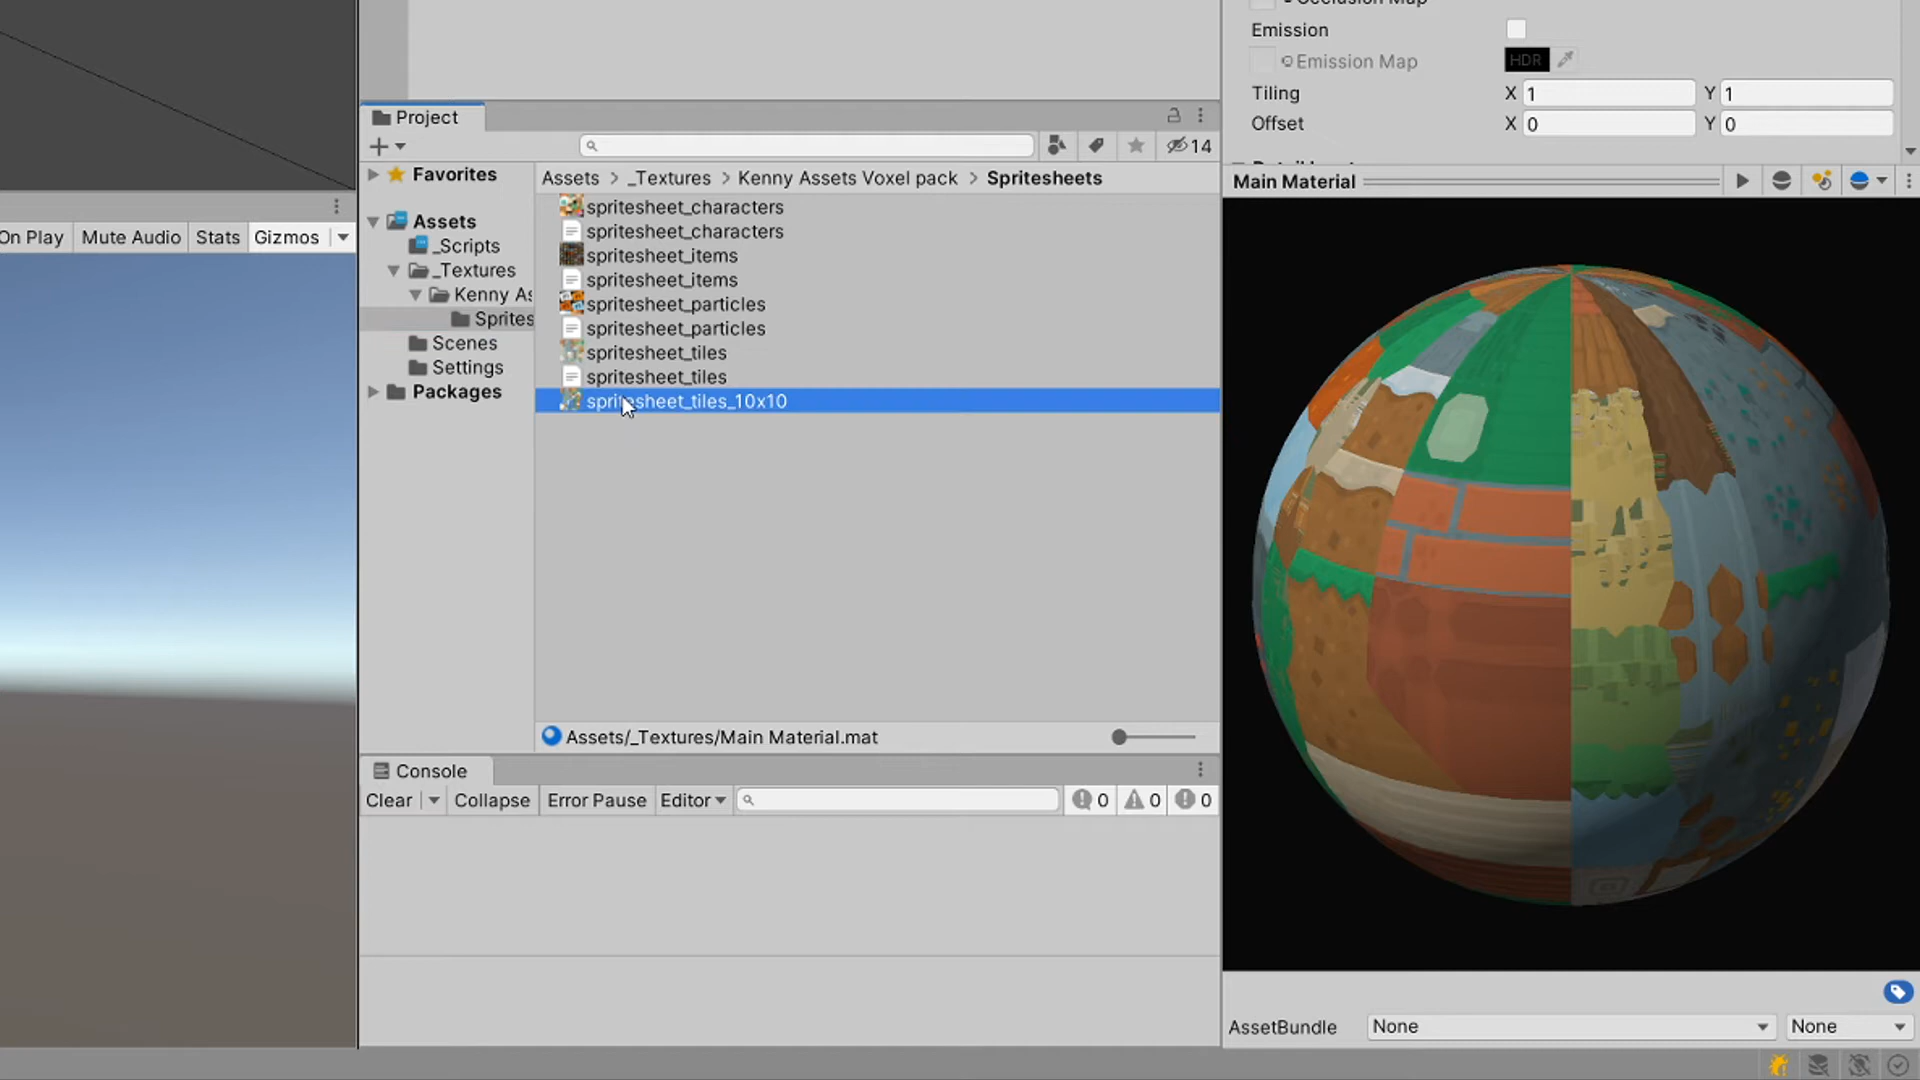 Occlusion Map
Emission
Emission Map
HDR
Tiling X 1 Y 1
Offset X 0 Y 0
Project
14
Favorites
Assets > _Textures > Kenny Assets Voxel pack > Spritesheets
Main Material
spritesheet_characters
Assets
spritesheet_characters
On Play Mute Audio Stats Gizmos
_Scripts
spritesheet_items
_Textures
spritesheet_items
Kenny As
spritesheet_particles
Sprites
spritesheet_particles
Scenes
spritesheet_tiles
Settings
spritesheet_tiles
Packages
spritesheet_tiles_10x10
Assets/_Textures/Main Material.mat
Console
Clear Collapse Error Pause Editor 0 0 0
AssetBundle None None